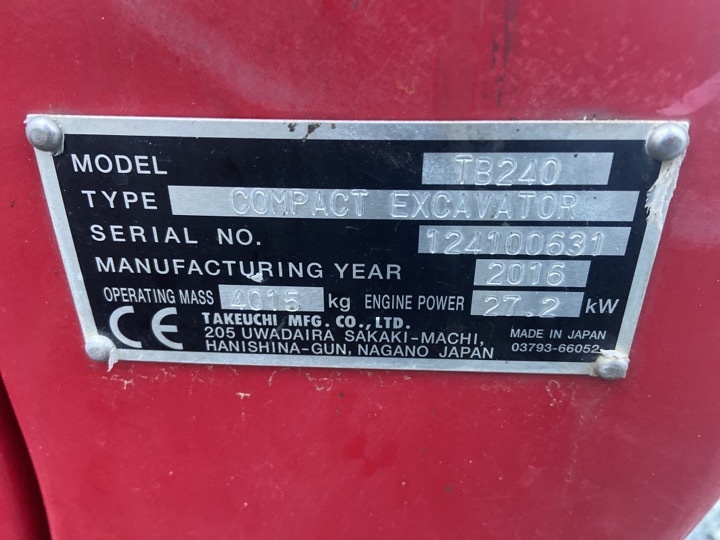 MODEL TB240
TYPE COMPACT EXCAVATOR
SERIAL NO. 124100631
MANUFACTURING YEAR 2016
OPERATING MASS 4015 kg ENGINE POWER 27.2 kW
CE TAKEUCHI MFG. CO., LTD.
205 UWADAIRA SAKAKI-MACHI,
HANISHINA-GUN, NAGANO JAPAN
MADE IN JAPAN
03793-66052